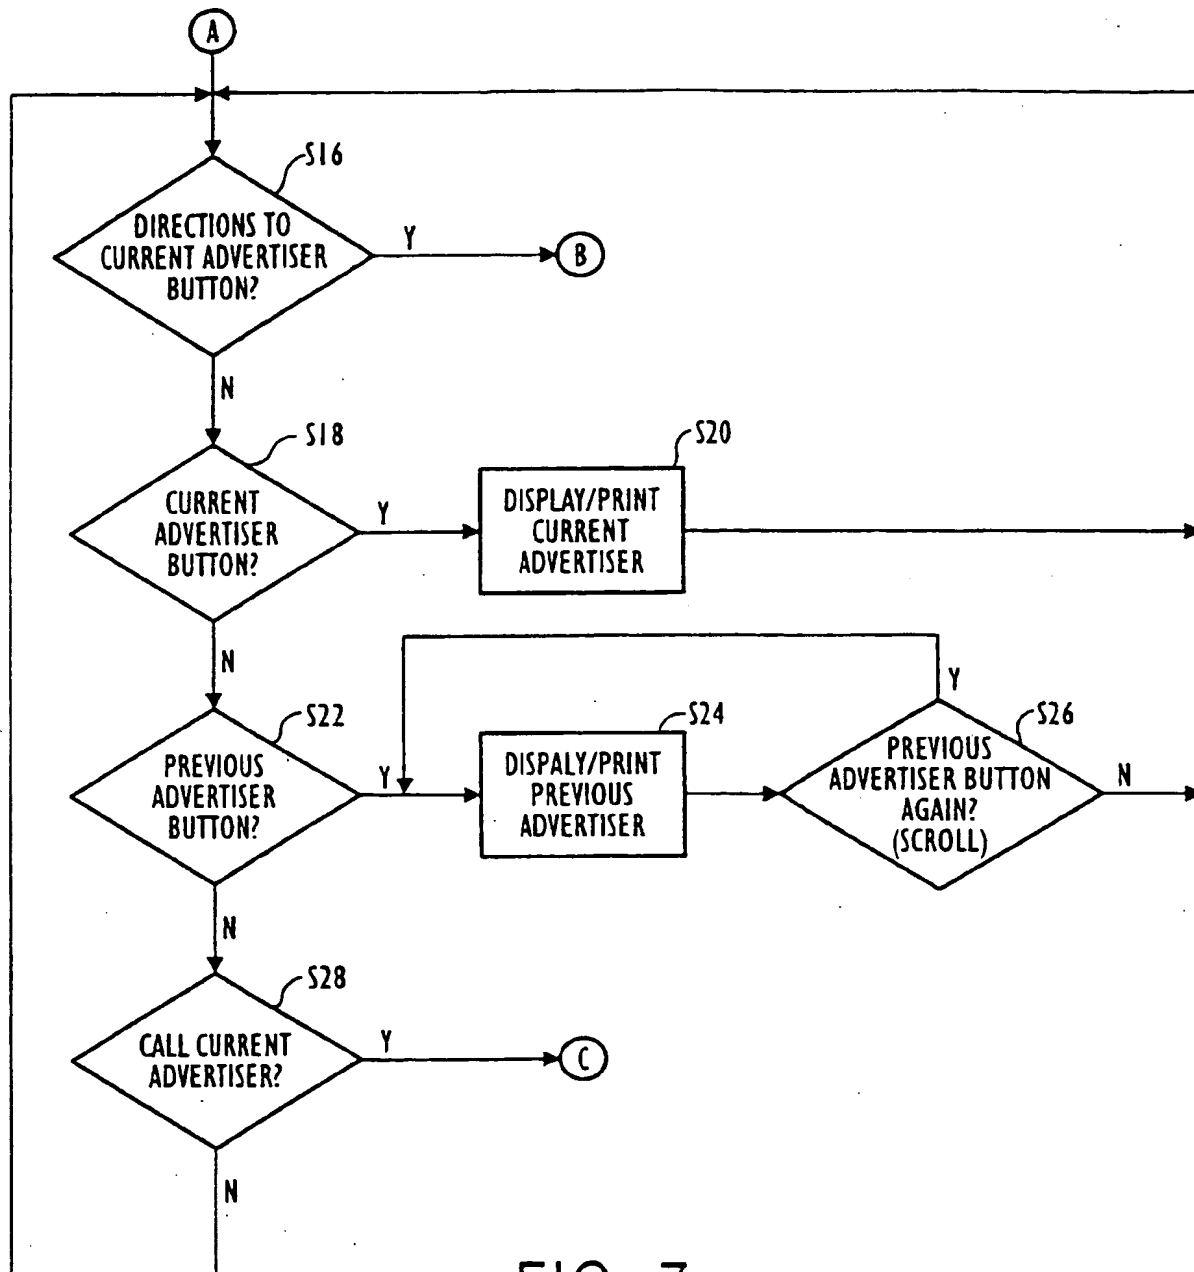 A
S16
DIRECTIONS TO
CURRENT ADVERTISER
BUTTON?
Y
B
N
S18
CURRENT
ADVERTISER
BUTTON?
Y
S20
DISPLAY/PRINT
CURRENT
ADVERTISER
N
S22
PREVIOUS
ADVERTISER
BUTTON?
Y
S24
DISPALY/PRINT
PREVIOUS
ADVERTISER
Y
S26
PREVIOUS
ADVERTISER BUTTON
AGAIN?
(SCROLL)
N
N
S28
CALL CURRENT
ADVERTISER?
Y
C
N